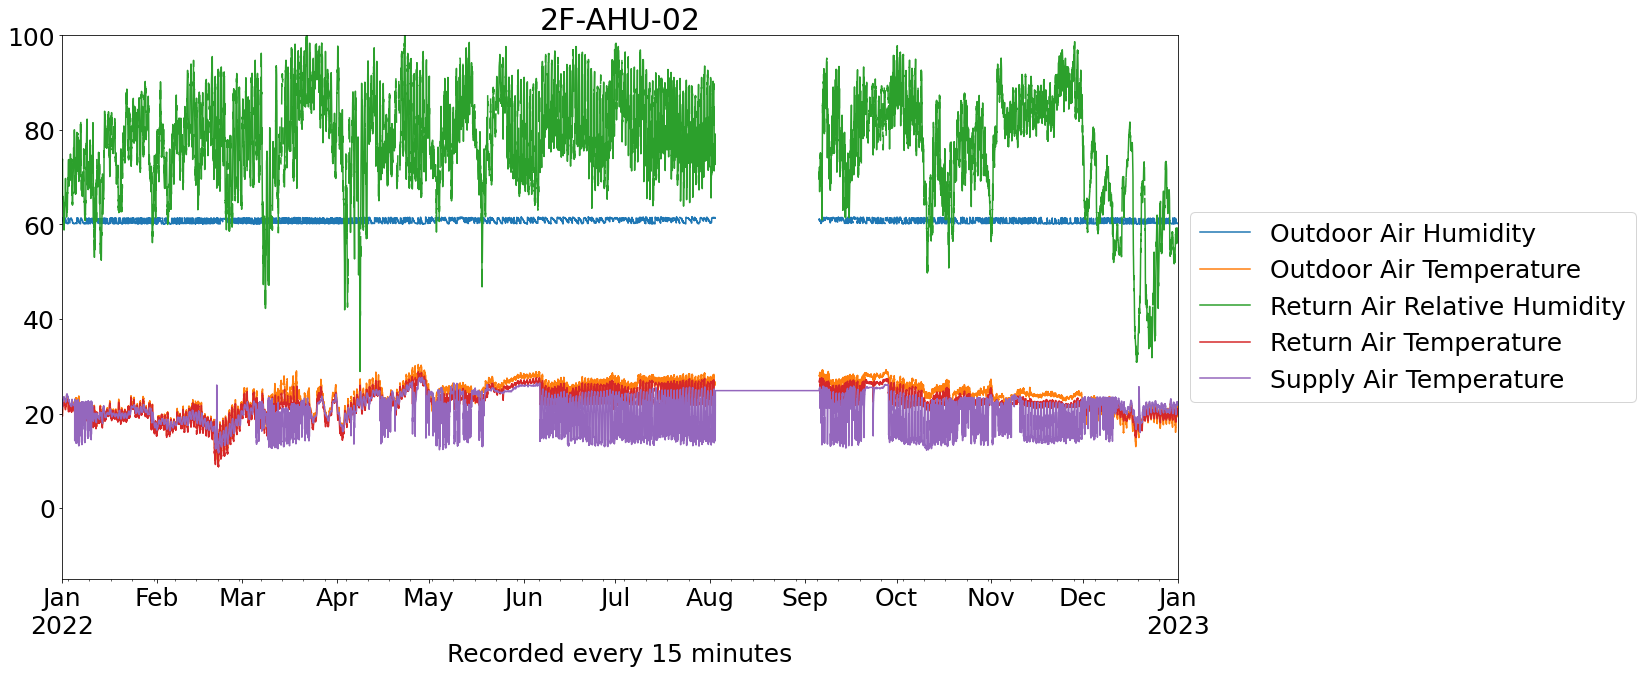 2F-AHU-02
100
80
60
40
20
0
Jan Feb Mar Apr May Jun Jul Aug Sep Oct Nov Dec Jan
2022 2023
Recorded every 15 minutes
Outdoor Air Humidity
Outdoor Air Temperature
Return Air Relative Humidity
Return Air Temperature
Supply Air Temperature